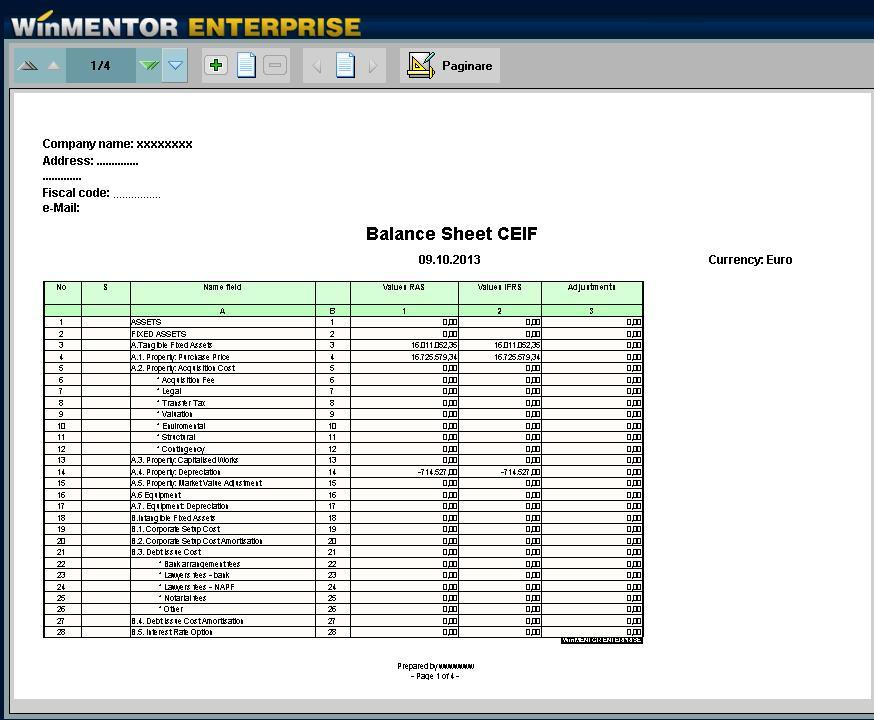 WinMENTOR ENTERPRISE
1/4 Paginare
Company name: xxxxxxxx
Address: ..............
.............
Fiscal code: ................
e-Mail:
Balance Sheet CEIF
09.10.2013 Currency: Euro
No S Name field Values RAS Values IFRS Adjustments
A B 1 2 3
1 ASSETS 1 0,00 0,00 0,00
2 FIXED ASSETS 2 0,00 0,00 0,00
3 A.Tangible Fixed Assets 3 16.011.052,35 16.011.052,35 0,00
4 A.1. Property: Purchase Price 4 16.725.579,34 16.725.579,34 0,00
5 A.2. Property: Acquisition Cost 5 0,00 0,00 0,00
6 * Acquisition Fee 6 0,00 0,00 0,00
7 * Legal 7 0,00 0,00 0,00
8 * Transfer Tax 8 0,00 0,00 0,00
9 * Valuation 9 0,00 0,00 0,00
10 * Enviromental 10 0,00 0,00 0,00
11 * Structural 11 0,00 0,00 0,00
12 * Contingency 12 0,00 0,00 0,00
13 A.3. Property: Capitalised Works 13 0,00 0,00 0,00
14 A.4. Property: Depreciation 14 -714.527,00 -714.527,00 0,00
15 A.5. Property: Market Value Adjustment 15 0,00 0,00 0,00
16 A.6 Equipment 16 0,00 0,00 0,00
17 A.7. Equipment: Depreciation 17 0,00 0,00 0,00
18 B.Intangible Fixed Assets 18 0,00 0,00 0,00
19 B.1. Corporate Setup Cost 19 0,00 0,00 0,00
20 B.2. Corporate Setup Cost Amortisation 20 0,00 0,00 0,00
21 B.3. Debt Issue Cost 21 0,00 0,00 0,00
22 * Bank arrangement fees 22 0,00 0,00 0,00
23 * Lawyers fees - bank 23 0,00 0,00 0,00
24 * Lawyers fees - NAPF 24 0,00 0,00 0,00
25 * Notarial fees 25 0,00 0,00 0,00
26 * Other 26 0,00 0,00 0,00
27 B.4. Debt Issue Cost Amortisation 27 0,00 0,00 0,00
28 B.5. Interest Rate Option 28 0,00 0,00 0,00
WinMENTOR ENTERPRISE
Prepared by
- Page 1 of 4 -